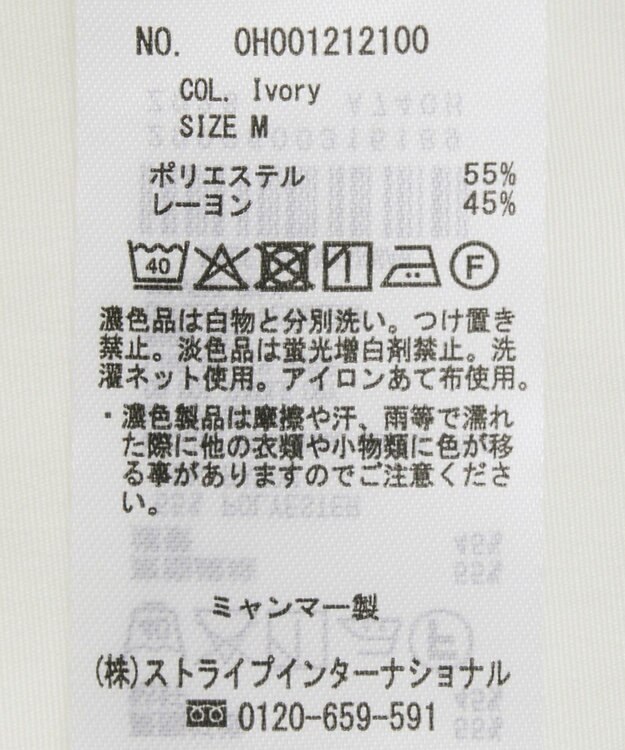 NO. 0H001212100
COL. Ivory
SIZE M
ポリエステル 55%
レーヨン 45%
40 F
濃色品は白物と分別洗い。つけ置き
禁止。淡色品は蛍光増白剤禁止。洗
濯ネット使用。アイロンあて布使用。
・濃色製品は摩擦や汗、雨等で濡れ
た際に他の衣類や小物類に色が移
る事がありますのでご注意くださ
い。
ミャンマー製
(株)ストライプインターナショナル
0120-659-591